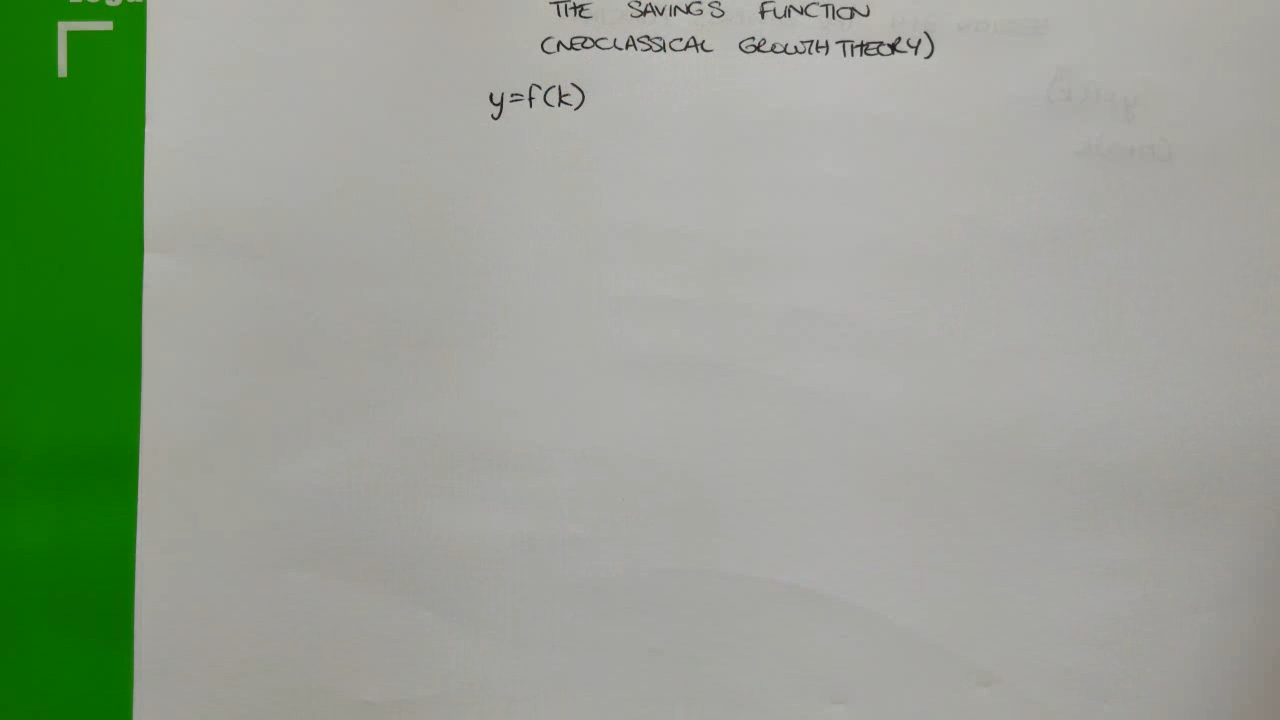 THE SAVINGS FUNCTION
(NEOCLASSICAL GROWTH THEORY)
y=f(k)